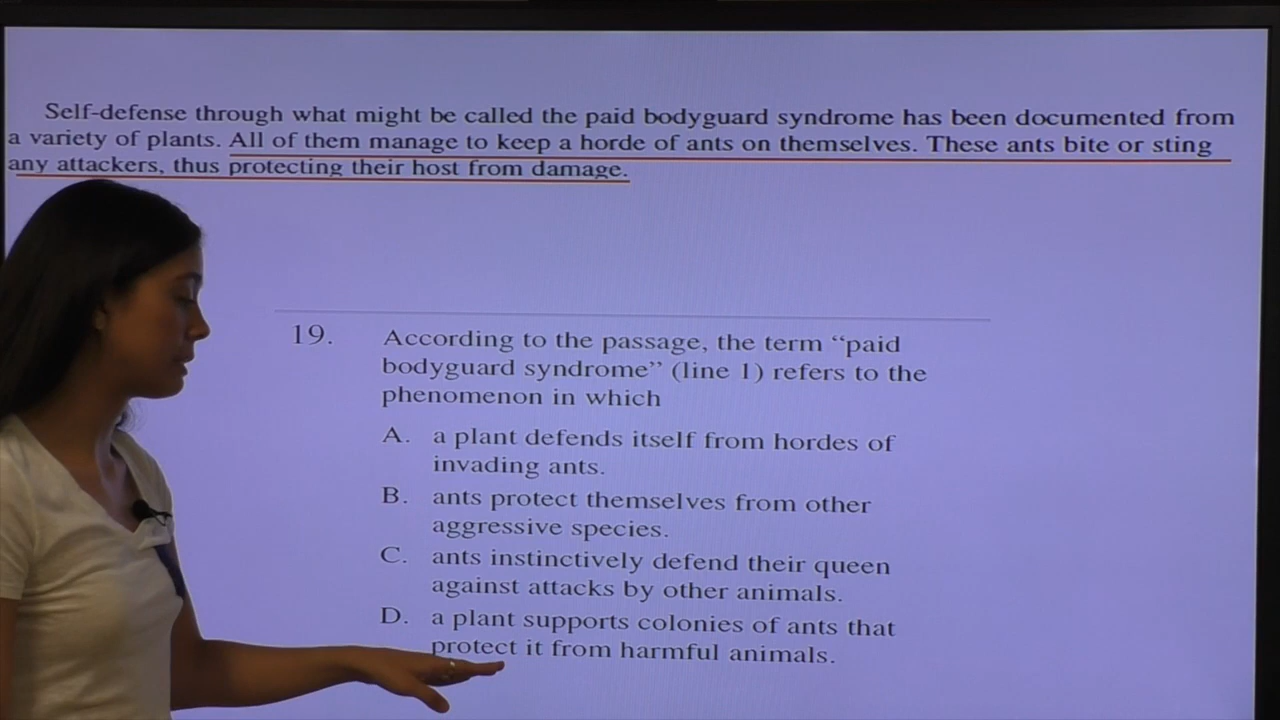 Self-defense through what might be called the paid bodyguard syndrome has been documented from
a variety of plants. All of them manage to keep a horde of ants on themselves. These ants bite or sting
any attackers, thus protecting their host from damage.
19. According to the passage, the term “paid
bodyguard syndrome” (line 1) refers to the
phenomenon in which
A. a plant defends itself from hordes of
invading ants.
B. ants protect themselves from other
aggressive species.
C. ants instinctively defend their queen
against attacks by other animals.
D. a plant supports colonies of ants that
protect it from harmful animals.